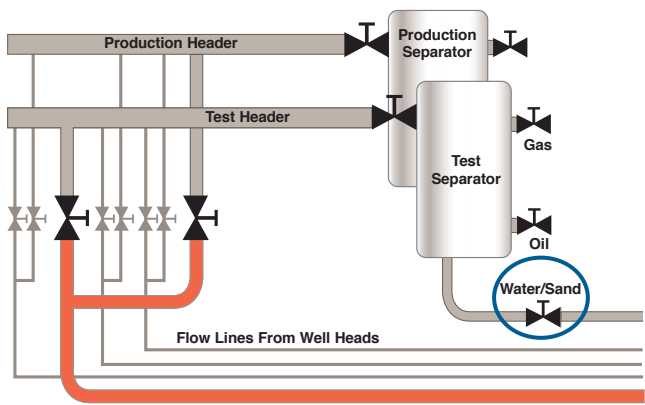 Production Header
Production
Separator
Test Header
Gas
Test
Separator
Oil
Water/Sand
Flow Lines From Well Heads